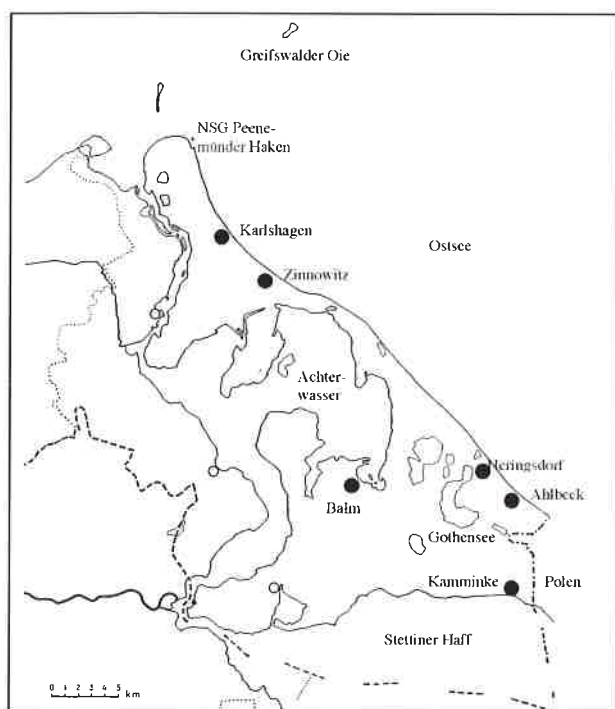 Greifswalder Oie
NSG Peene-
münder Haken
Karlshagen
Ostsee
Zinnowitz
Achter-
wasser
Heringsdorf
Ahlbeck
Balm
Gothensee
Kamminke
Polen
Stettiner Haff
0 1 2 3 4 5
km